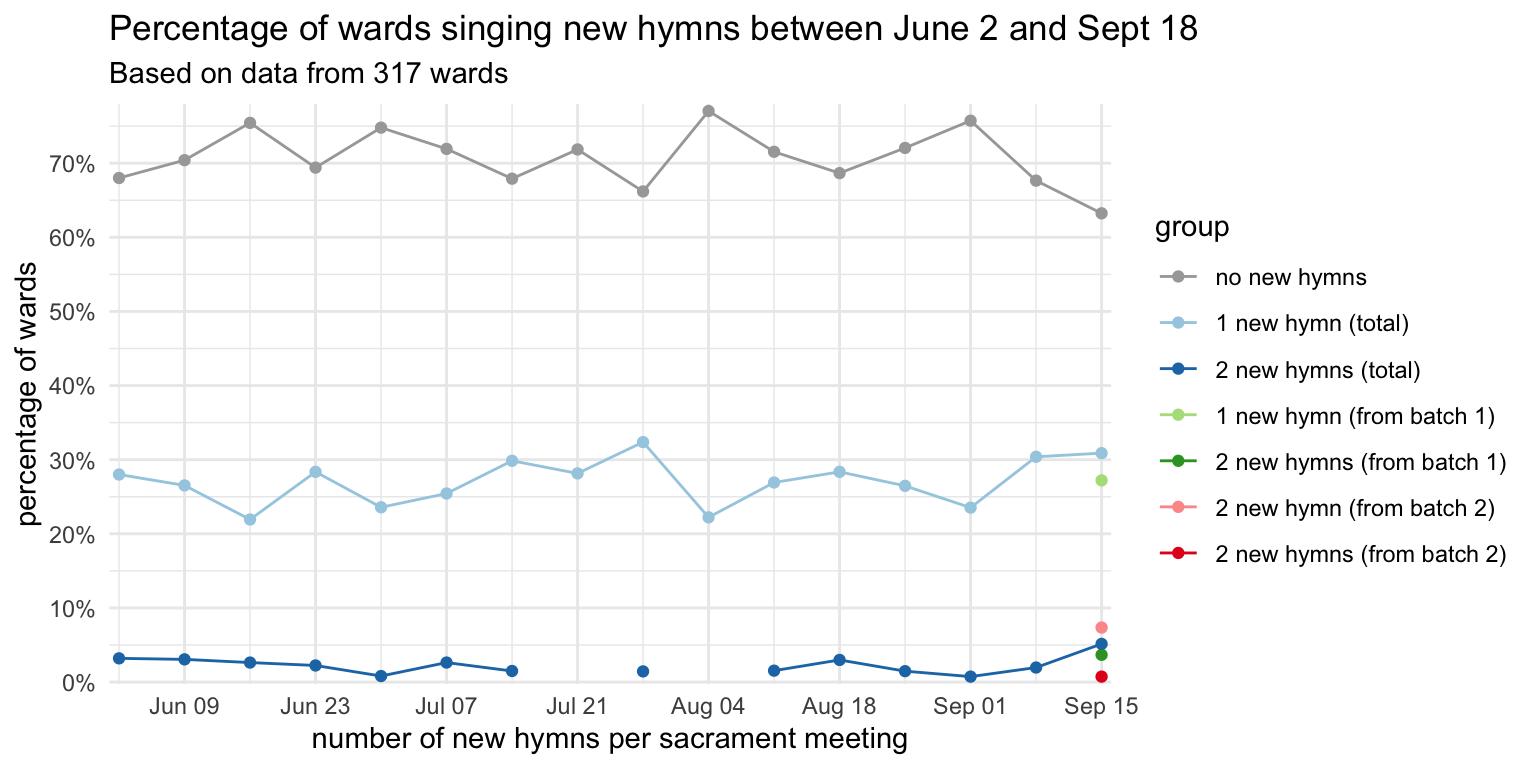 Percentage of wards singing new hymns between June 2 and Sept 18
Based on data from 317 wards
percentage of wards
70%
60%
50%
40%
30%
20%
10%
0%
Jun 09
Jun 23
Jul 07
Jul 21
Aug 04
Aug 18
Sep 01
Sep 15
number of new hymns per sacrament meeting
group
no new hymns
1 new hymn (total)
2 new hymns (total)
1 new hymn (from batch 1)
2 new hymns (from batch 1)
2 new hymn (from batch 2)
2 new hymns (from batch 2)